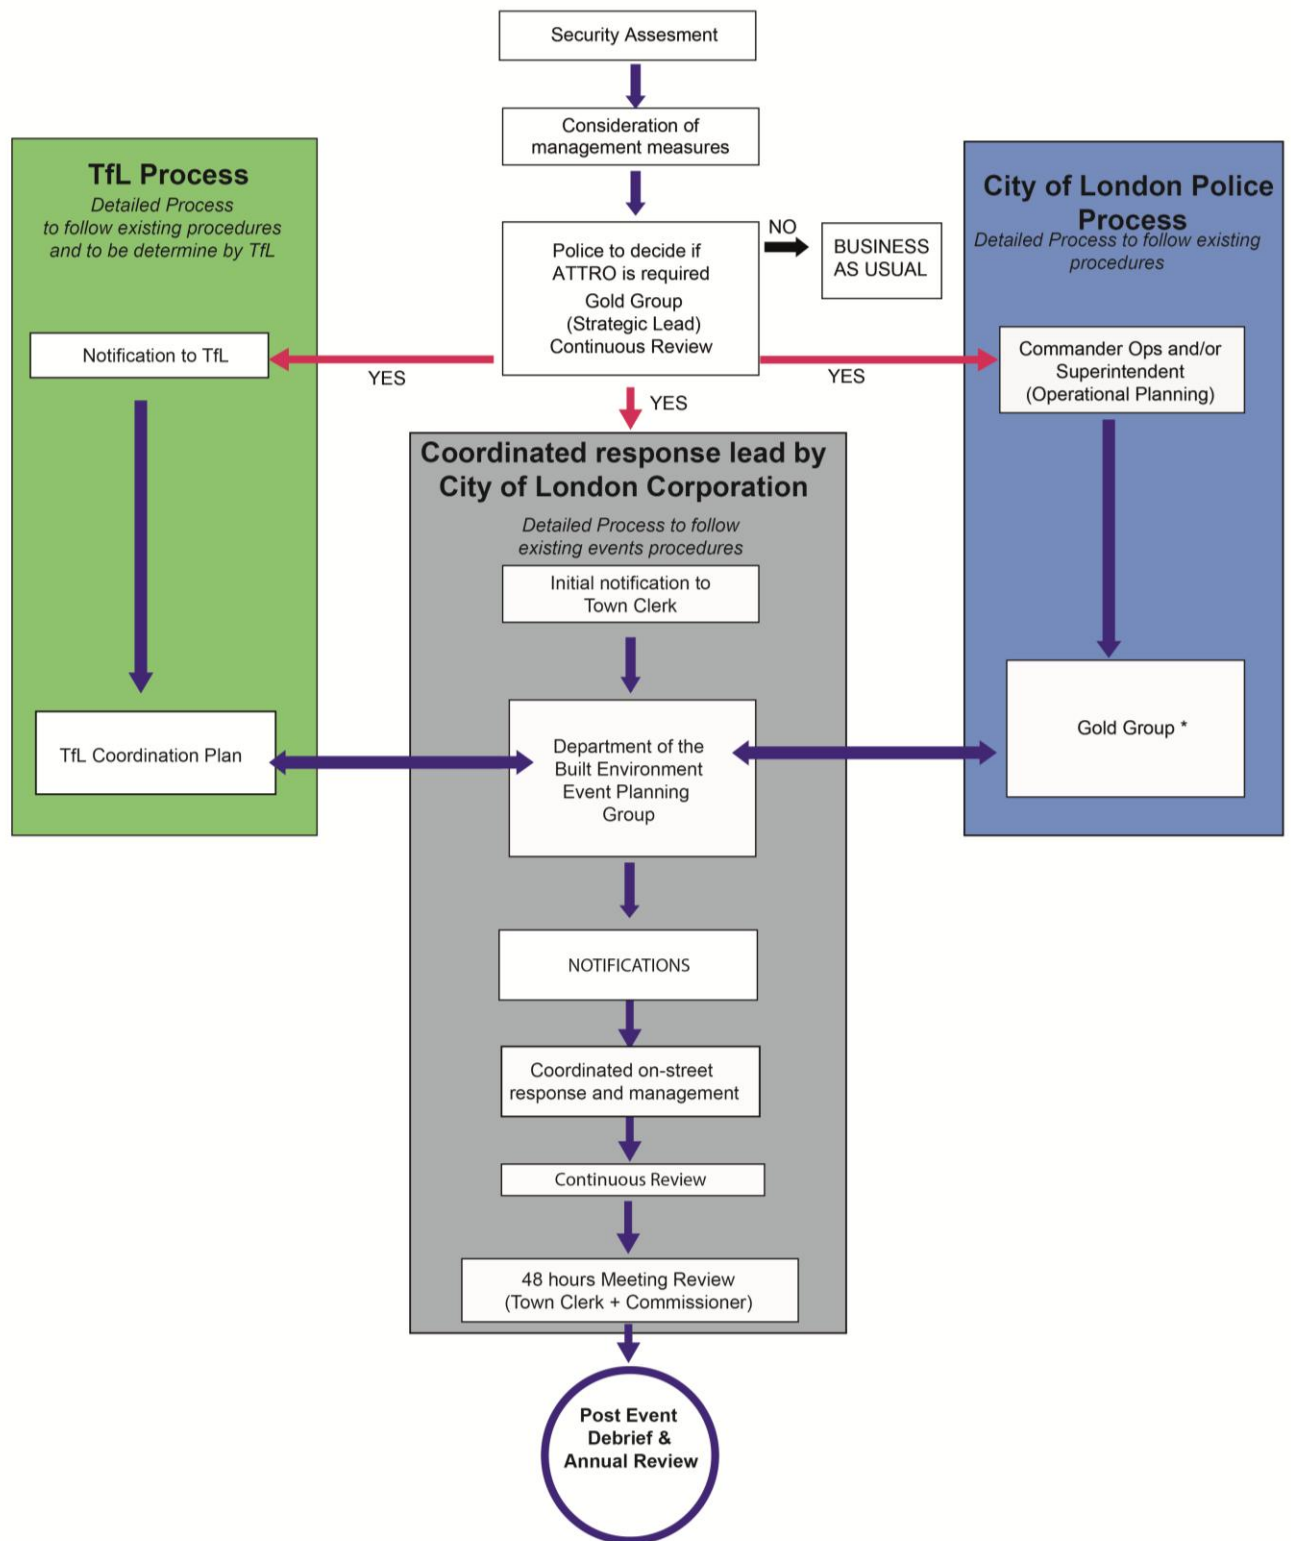 Security Assesment
Consideration of
management measures
TfL Process
Detailed Process
to follow existing procedures
and to be determine by TfL
City of London Police
Process
Detailed Process to follow existing
procedures
Police to decide if
ATTRO is required
Gold Group
(Strategic Lead)
Continuous Review
NO
BUSINESS
AS USUAL
Notification to TfL
YES
YES
YES
Commander Ops and/or
Superintendent
(Operational Planning)
Coordinated response lead by
City of London Corporation
Detailed Process to follow
existing events procedures
Initial notification to
Town Clerk
TfL Coordination Plan
Department of the
Built Environment
Event Planning
Group
Gold Group *
NOTIFICATIONS
Coordinated on-street
response and management
Continuous Review
48 hours Meeting Review
(Town Clerk + Commissioner)
Post Event
Debrief &
Annual Review